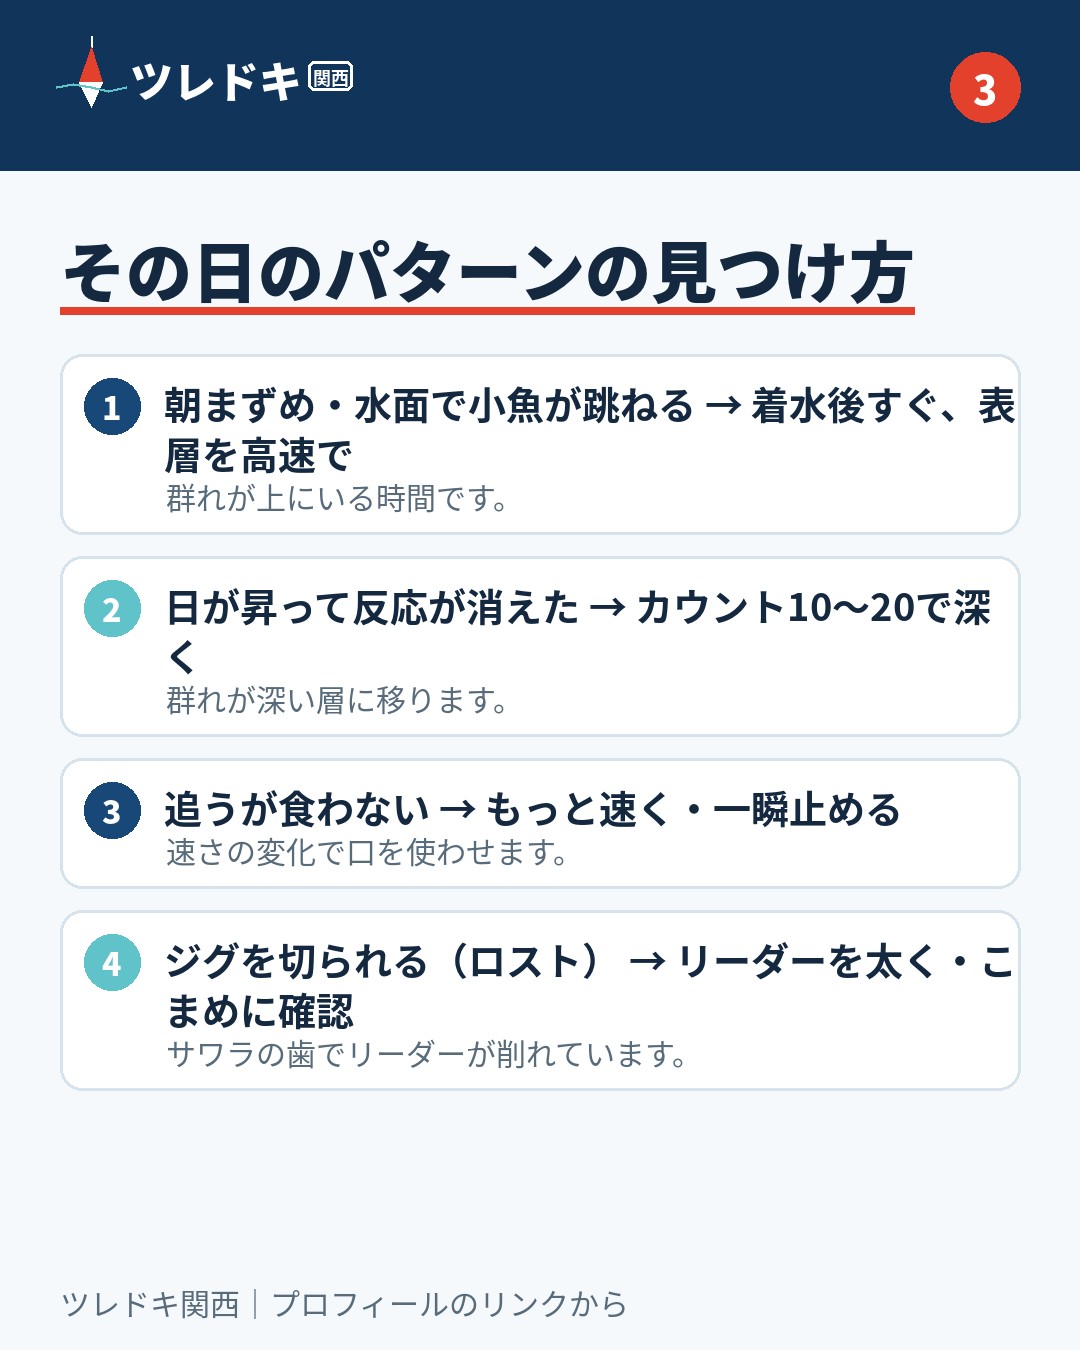 ツレドキ 関西
3
その日のパターンの見つけ方
1 朝まずめ・水面で小魚が跳ねる → 着水後すぐ、表
層を高速で
群れが上にいる時間です。
2 日が昇って反応が消えた → カウント10〜20で深
く
群れが深い層に移ります。
3 追うが食わない → もっと速く・一瞬止める
速さの変化で口を使わせます。
4 ジグを切られる（ロスト） → リーダーを太く・こ
まめに確認
サワラの歯でリーダーが削れています。
ツレドキ関西｜プロフィールのリンクから